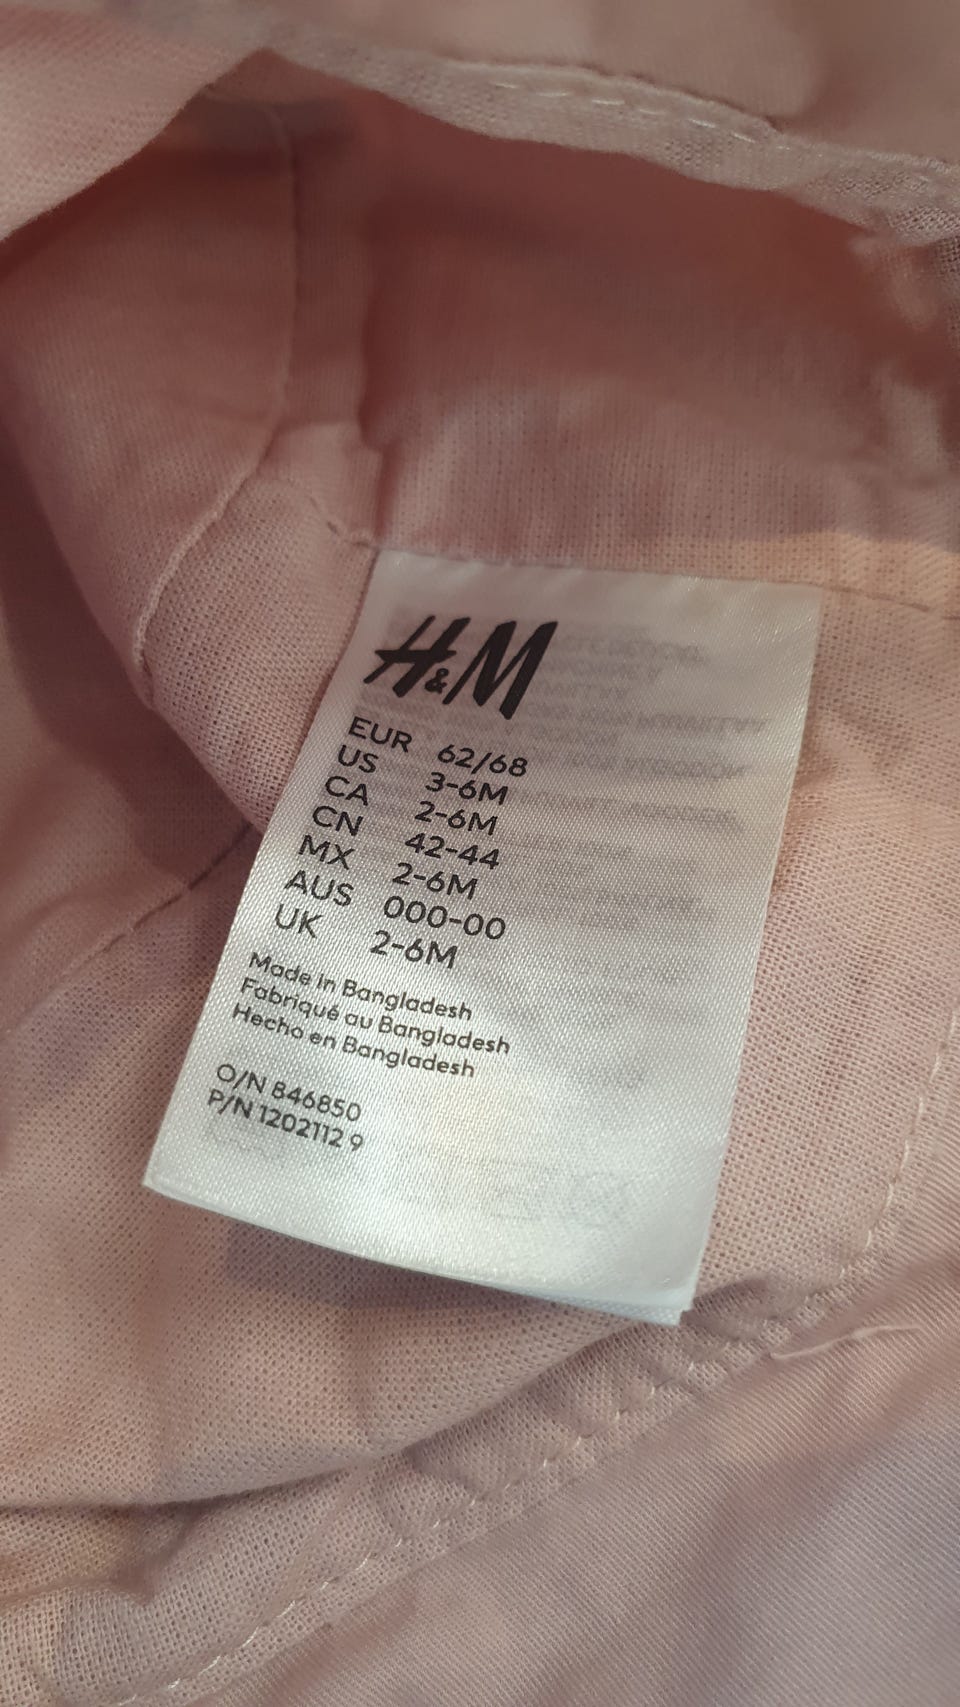 H&M
EUR 62/68
US 3-6M
CA 2-6M
CN 42-44
MX 2-6M
AUS 000-00
UK 2-6M
Made in Bangladesh
Fabriqué au Bangladesh
Hecho en Bangladesh
O/N 846850
P/N 1202112 9